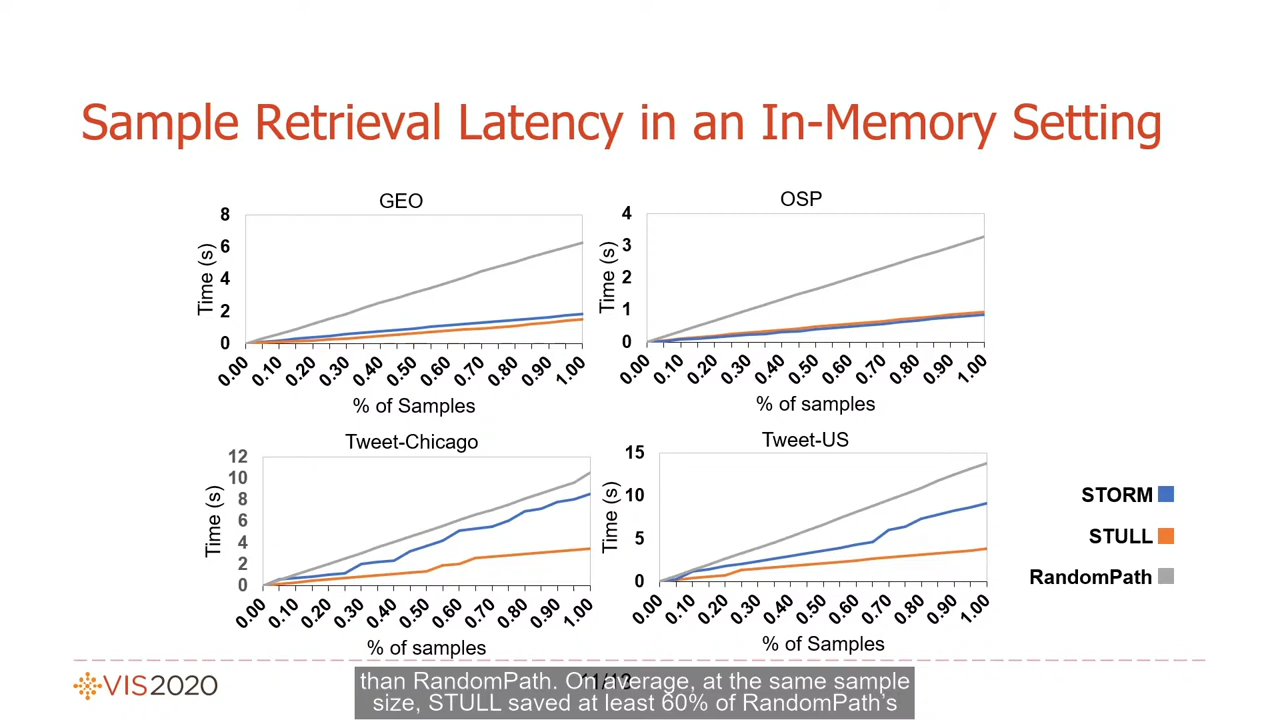 Sample Retrieval Latency in an In-Memory Setting
GEO
Time (s)
8
6
4
2
0
0.00 0.10 0.20 0.30 0.40 0.50 0.60 0.70 0.80 0.90 1.00
% of Samples
OSP
Time (s)
4
3
2
1
0
0.00 0.10 0.20 0.30 0.40 0.50 0.60 0.70 0.80 0.90 1.00
% of samples
Tweet-Chicago
Time (s)
12
10
8
6
4
2
0
0.00 0.10 0.20 0.30 0.40 0.50 0.60 0.70 0.80 0.90 1.00
% of samples
Tweet-US
Time (s)
15
10
5
0
0.00 0.10 0.20 0.30 0.40 0.50 0.60 0.70 0.80 0.90 1.00
% of Samples
STORM
STULL
RandomPath
VIS2020
than RandomPath. On average, at the same sample
size, STULL saved at least 60% of RandomPath's